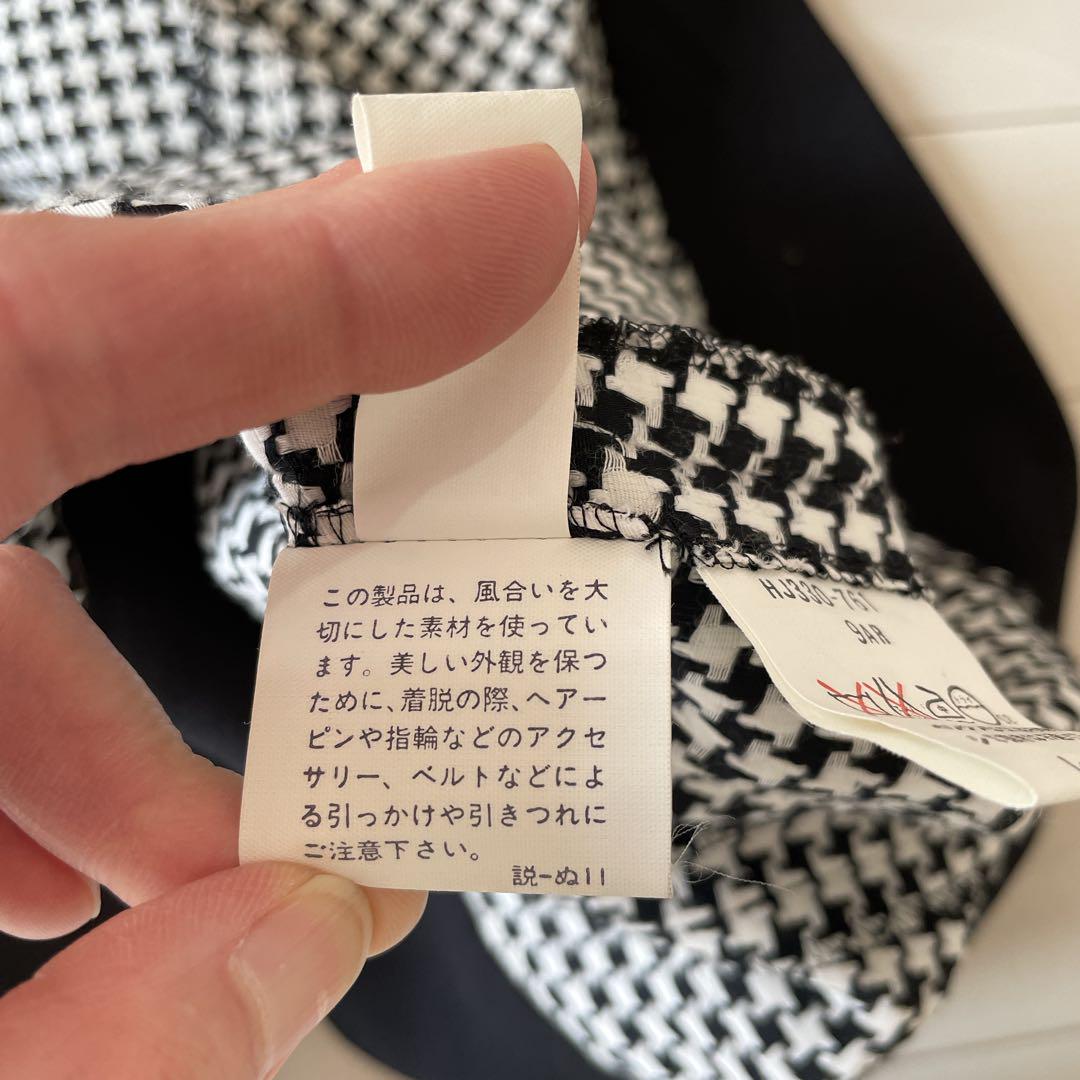 この製品は、風合いを大
切にした素材を使ってい
ます。美しい外観を保つ
ために、着脱の際、ヘアー
ピンや指輪などのアクセ
サリー、ベルトなどによ
る引っかけや引きつれに
ご注意下さい。
説-ぬ11
HJ330-761
9AR